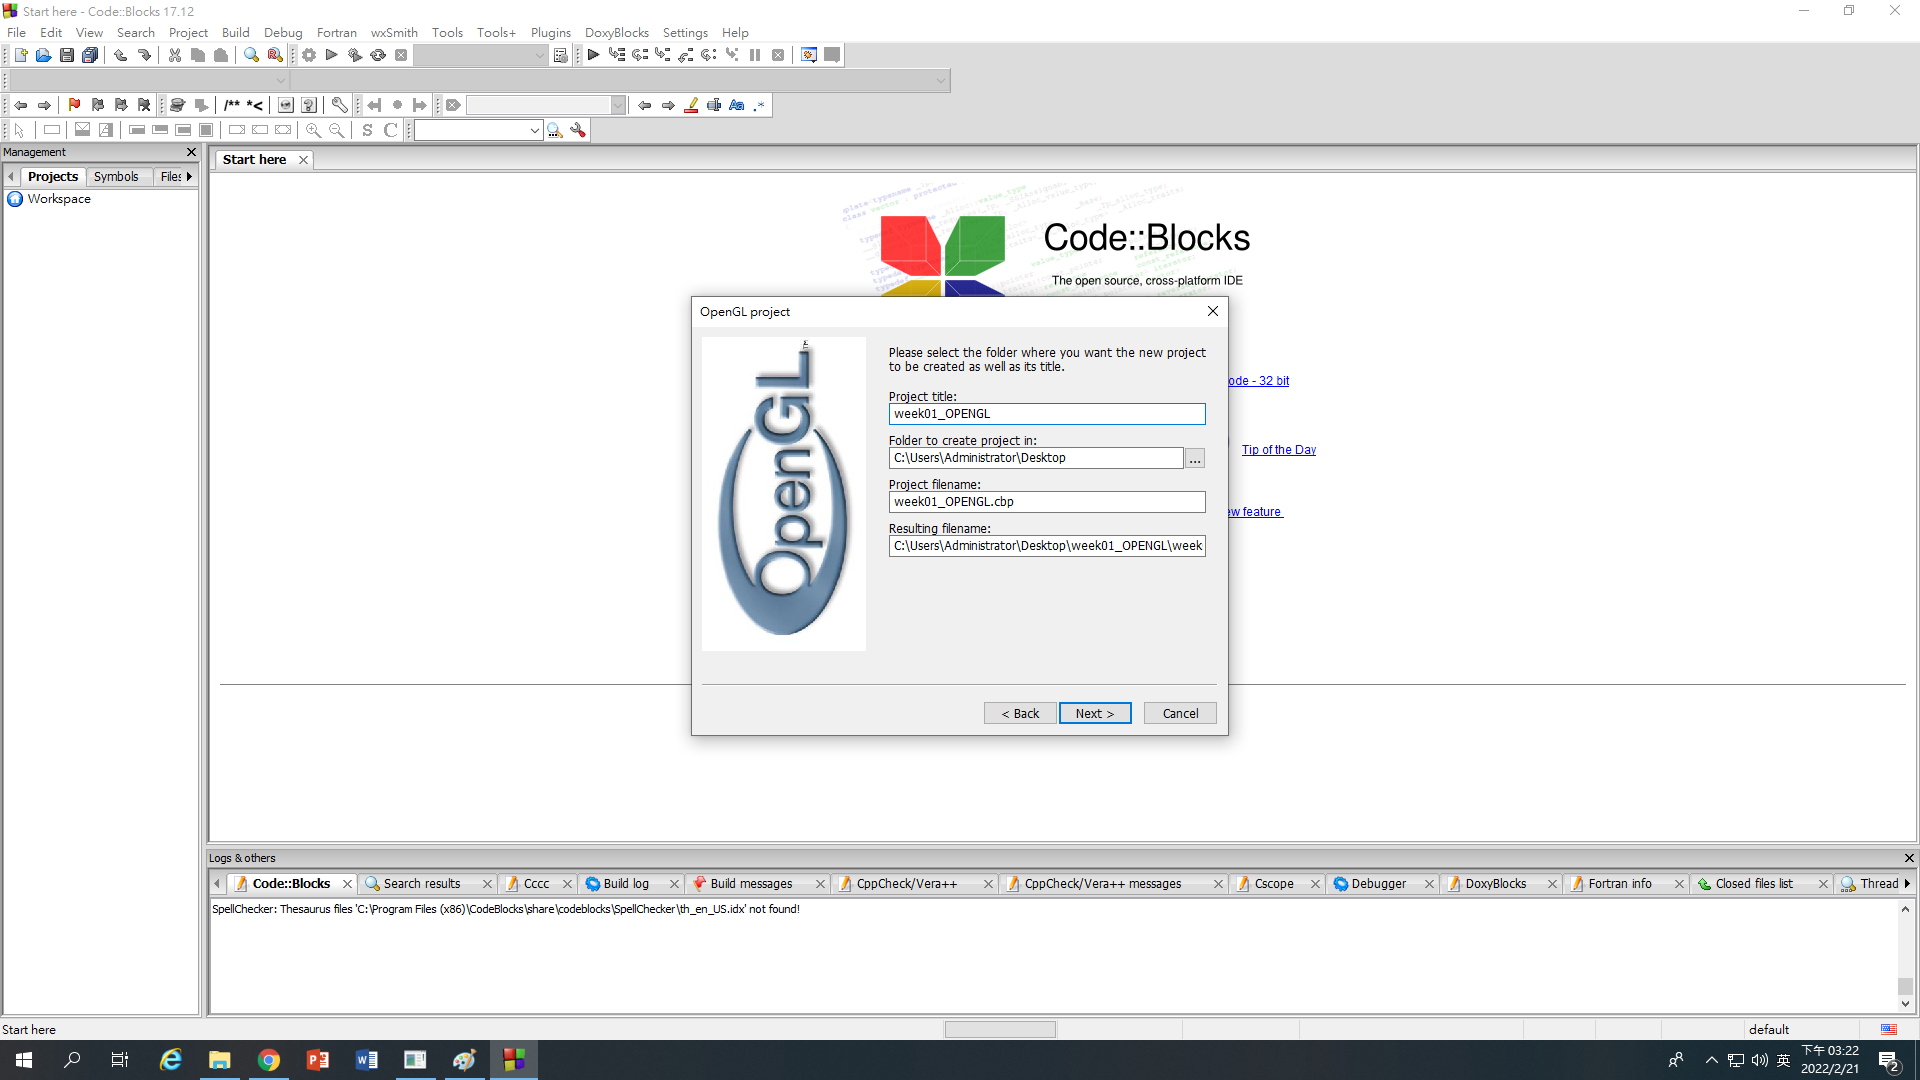 Start here - Code::Blocks 17.12
File Edit View Search Project Build Debug Fortran wxSmith Tools Tools+ Plugins DoxyBlocks Settings Help
/** *<
Aa .*
S C
Management
Projects Symbols Files
Workspace
Start here
Code::Blocks
The open source, cross-platform IDE
ode - 32 bit
Tip of the Day
ew feature
OpenGL project
OpenGL
Please select the folder where you want the new project
to be created as well as its title.
Project title:
week01_OPENGL
Folder to create project in:
C:\Users\Administrator\Desktop
...
Project filename:
week01_OPENGL.cbp
Resulting filename:
C:\Users\Administrator\Desktop\week01_OPENGL\week
< Back Next > Cancel
Logs & others
Code::Blocks Search results Cccc Build log Build messages CppCheck/Vera++ CppCheck/Vera++ messages Cscope Debugger DoxyBlocks Fortran info Closed files list Thread
SpellChecker: Thesaurus files 'C:\Program Files (x86)\CodeBlocks\share\codeblocks\SpellChecker\th_en_US.idx' not found!
Start here
default
英
下午 03:22
2022/2/21
2